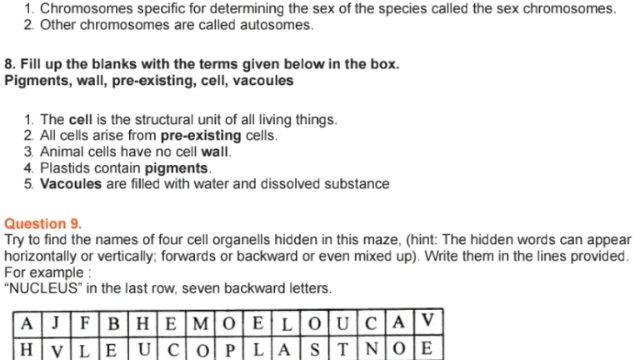 1. Chromosomes specific for determining the sex of the species called the sex chromosomes.
2. Other chromosomes are called autosomes.
8. Fill up the blanks with the terms given below in the box.
Pigments, wall, pre-existing, cell, vacoules
1. The cell is the structural unit of all living things.
2. All cells arise from pre-existing cells.
3. Animal cells have no cell wall.
4. Plastids contain pigments.
5. Vacoules are filled with water and dissolved substance
Question 9.
Try to find the names of four cell organells hidden in this maze, (hint: The hidden words can appear
horizontally or vertically; forwards or backward or even mixed up). Write them in the lines provided.
For example :
“NUCLEUS” in the last row, seven backward letters.
A J F B H E M O E L O U C A V
H V L E U C O P L A S T N O E